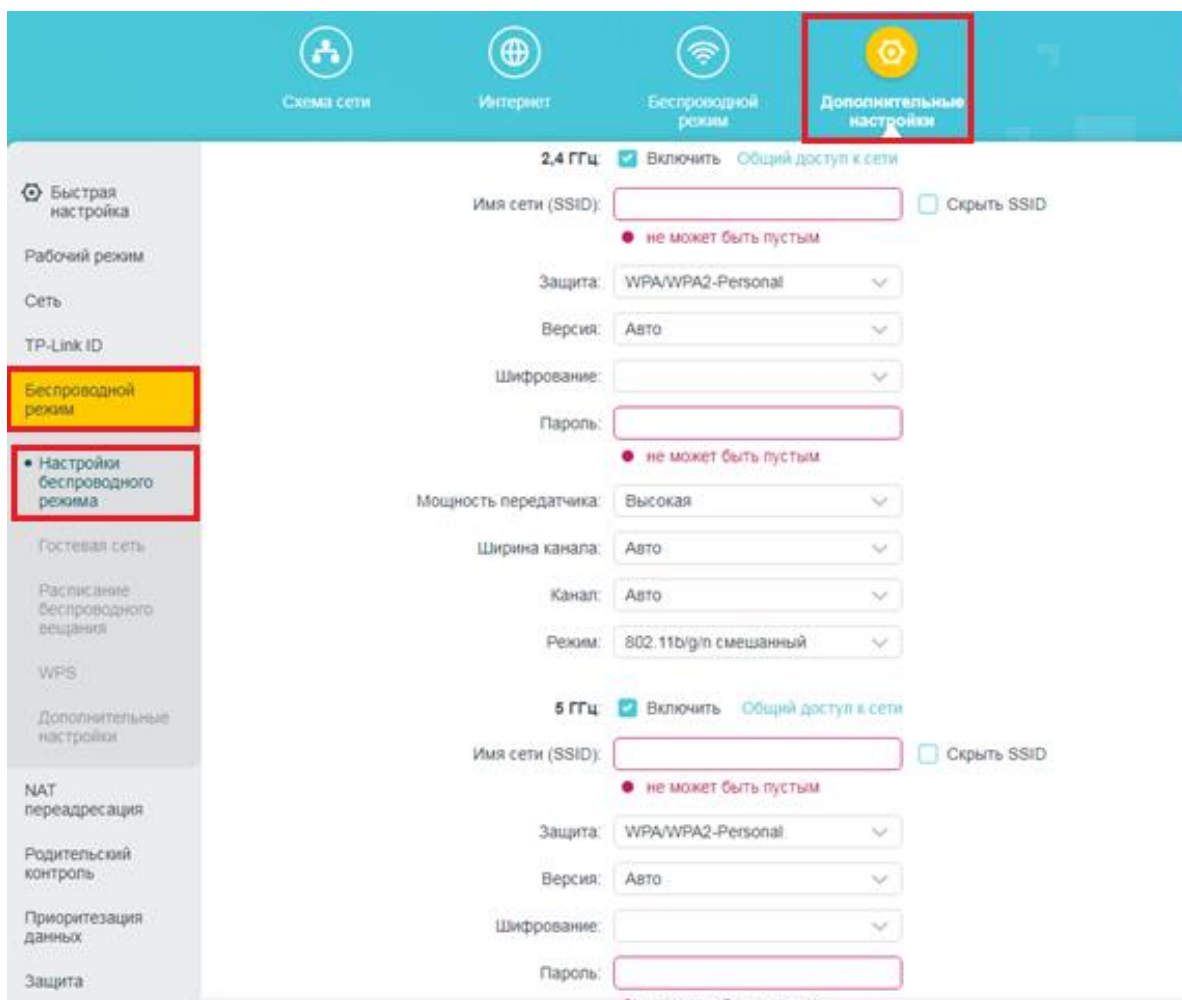 Схема сети
Интернет
Беспроводной
режим
Дополнительные
настройки
Быстрая
настройка
Рабочий режим
Сеть
TP-Link ID
Беспроводной
режим
• Настройки
беспроводного
режима
Гостевая сеть
Расписание
беспроводного
вещания
WPS
Дополнительные
настройки
NAT
переадресация
Родительский
контроль
Приоритезация
данных
Защита
2,4 ГГц: Включить Общий доступ к сети
Имя сети (SSID): Скрыть SSID
не может быть пустым
Защита: WPA/WPA2-Personal
Версия: Авто
Шифрование:
Пароль:
не может быть пустым
Мощность передатчика: Высокая
Ширина канала: Авто
Канал: Авто
Режим: 802.11b/g/n смешанный
5 ГГц: Включить Общий доступ к сети
Имя сети (SSID): Скрыть SSID
не может быть пустым
Защита: WPA/WPA2-Personal
Версия: Авто
Шифрование:
Пароль: